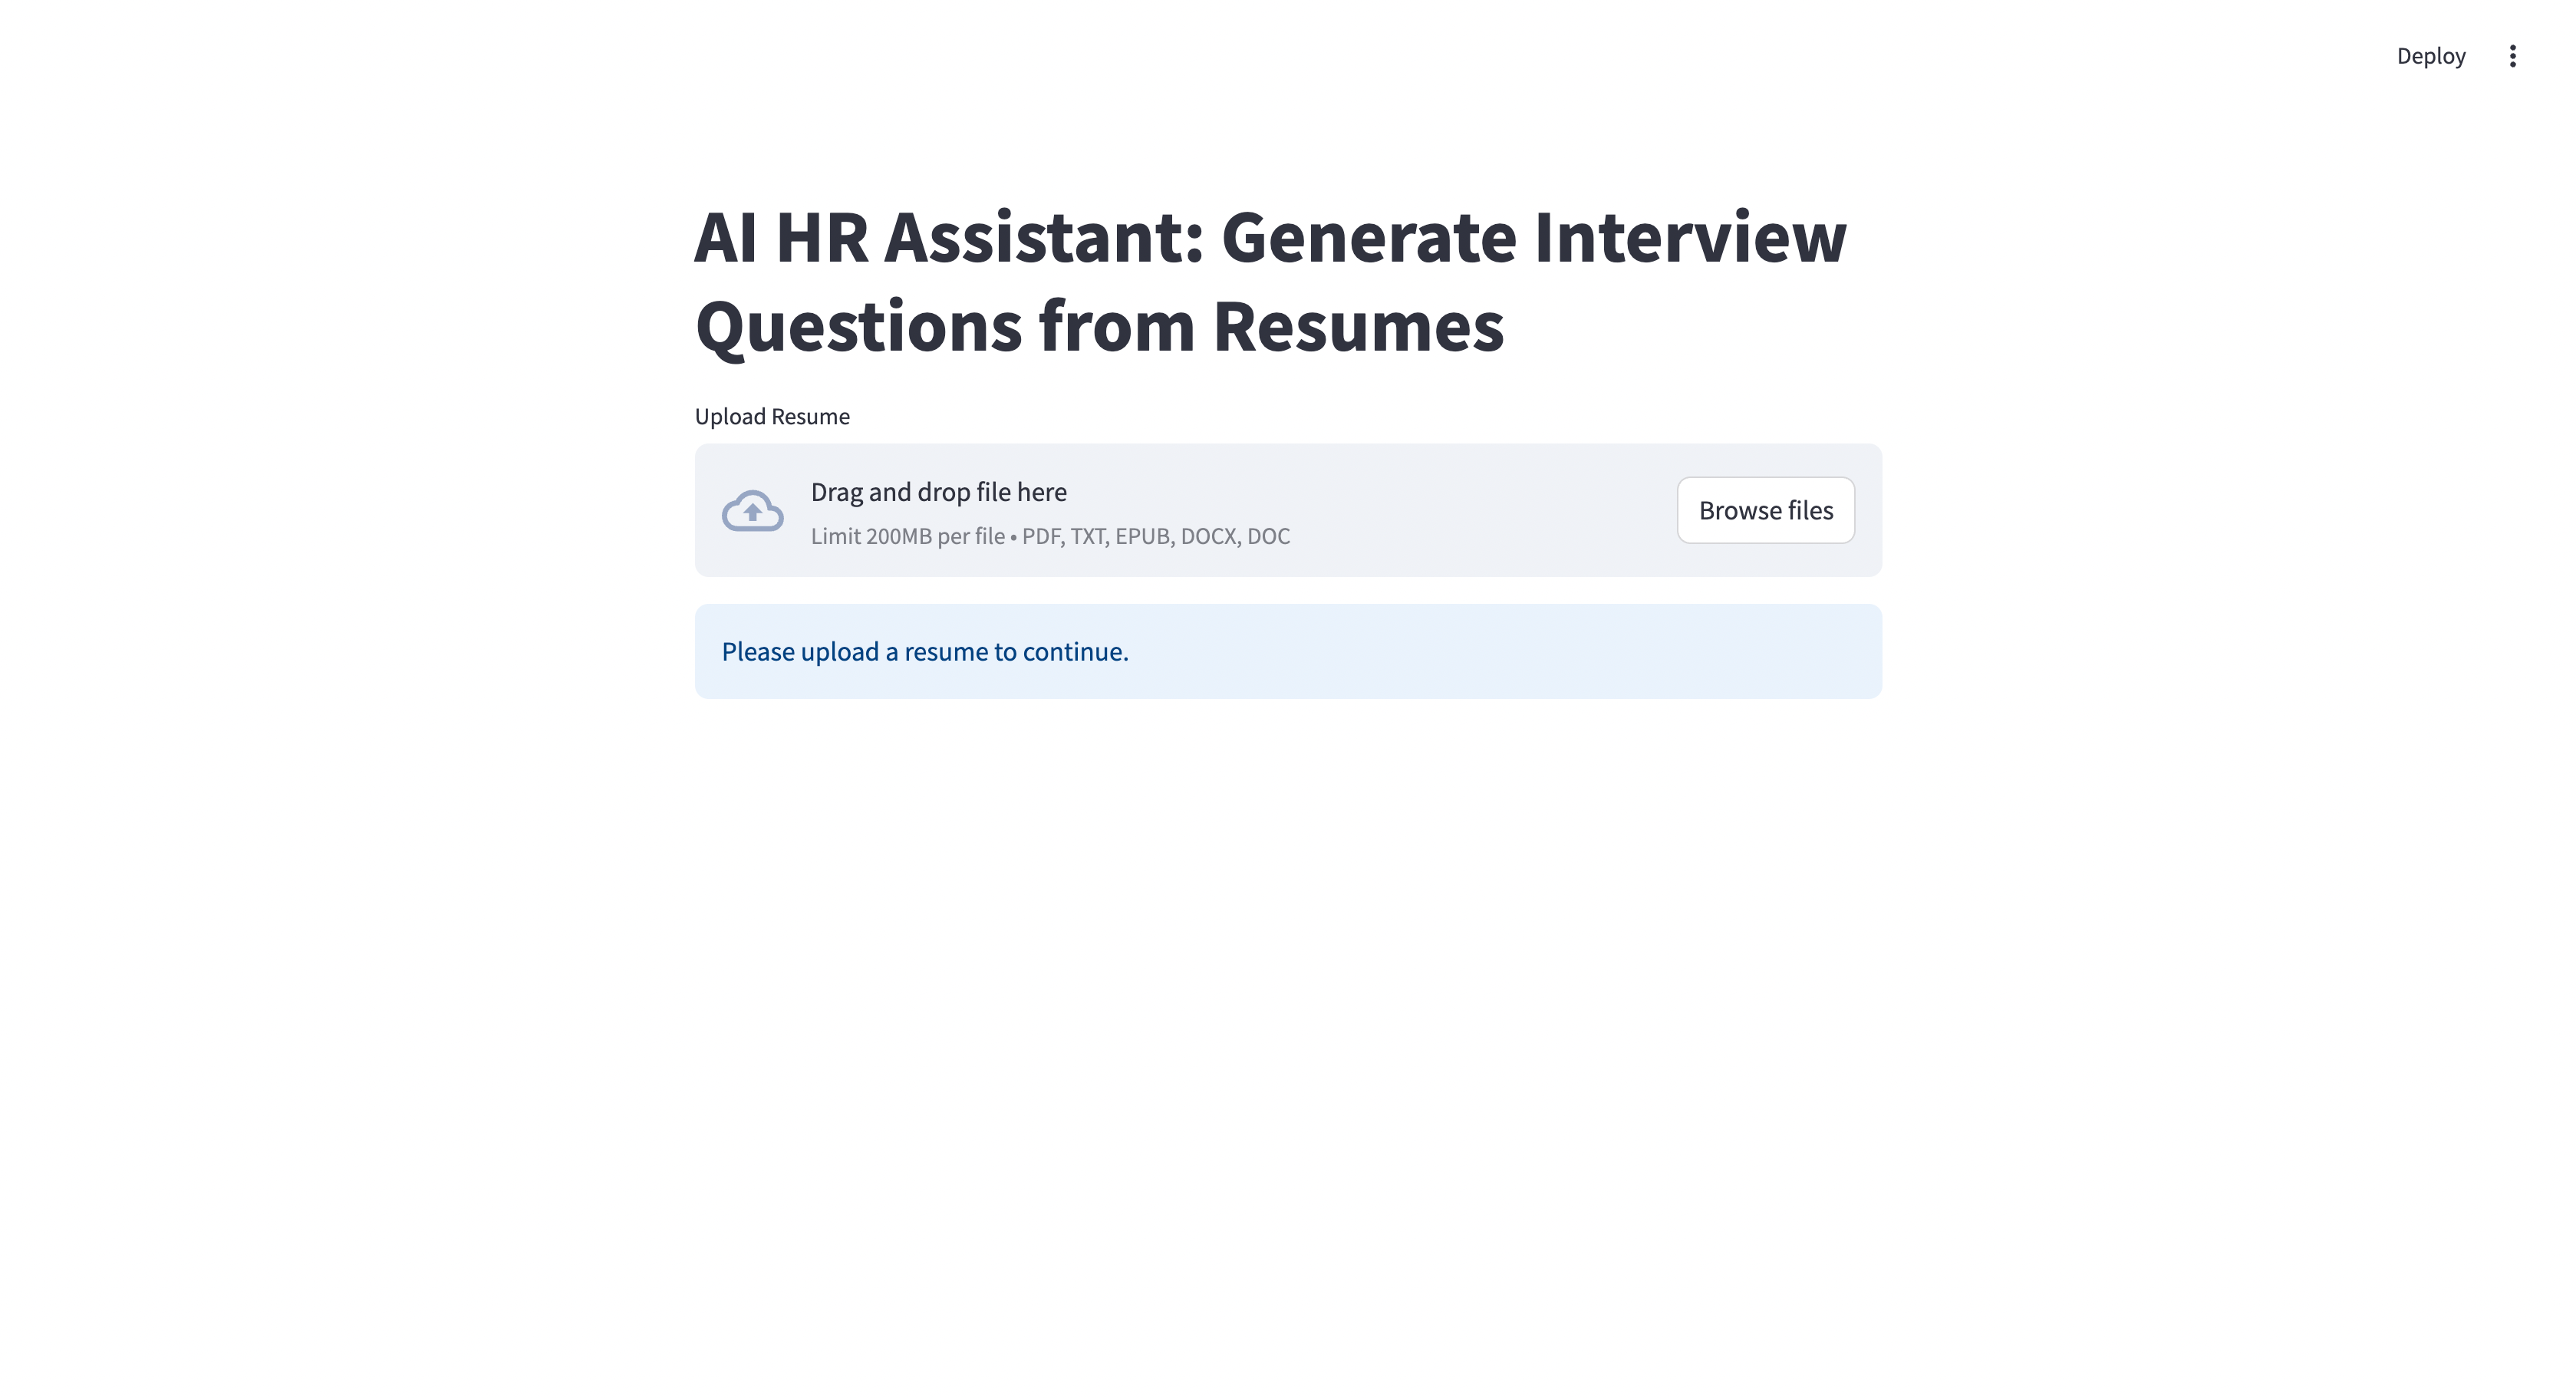 Deploy
AI HR Assistant: Generate Interview
Questions from Resumes
Upload Resume
Drag and drop file here
Limit 200MB per file • PDF, TXT, EPUB, DOCX, DOC
Browse files
Please upload a resume to continue.